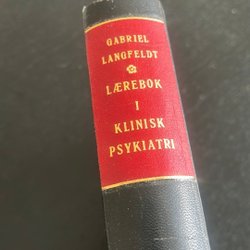 GABRIEL
LANGFELDT
LÆREBOK
I
KLINISK
PSYKIATRI